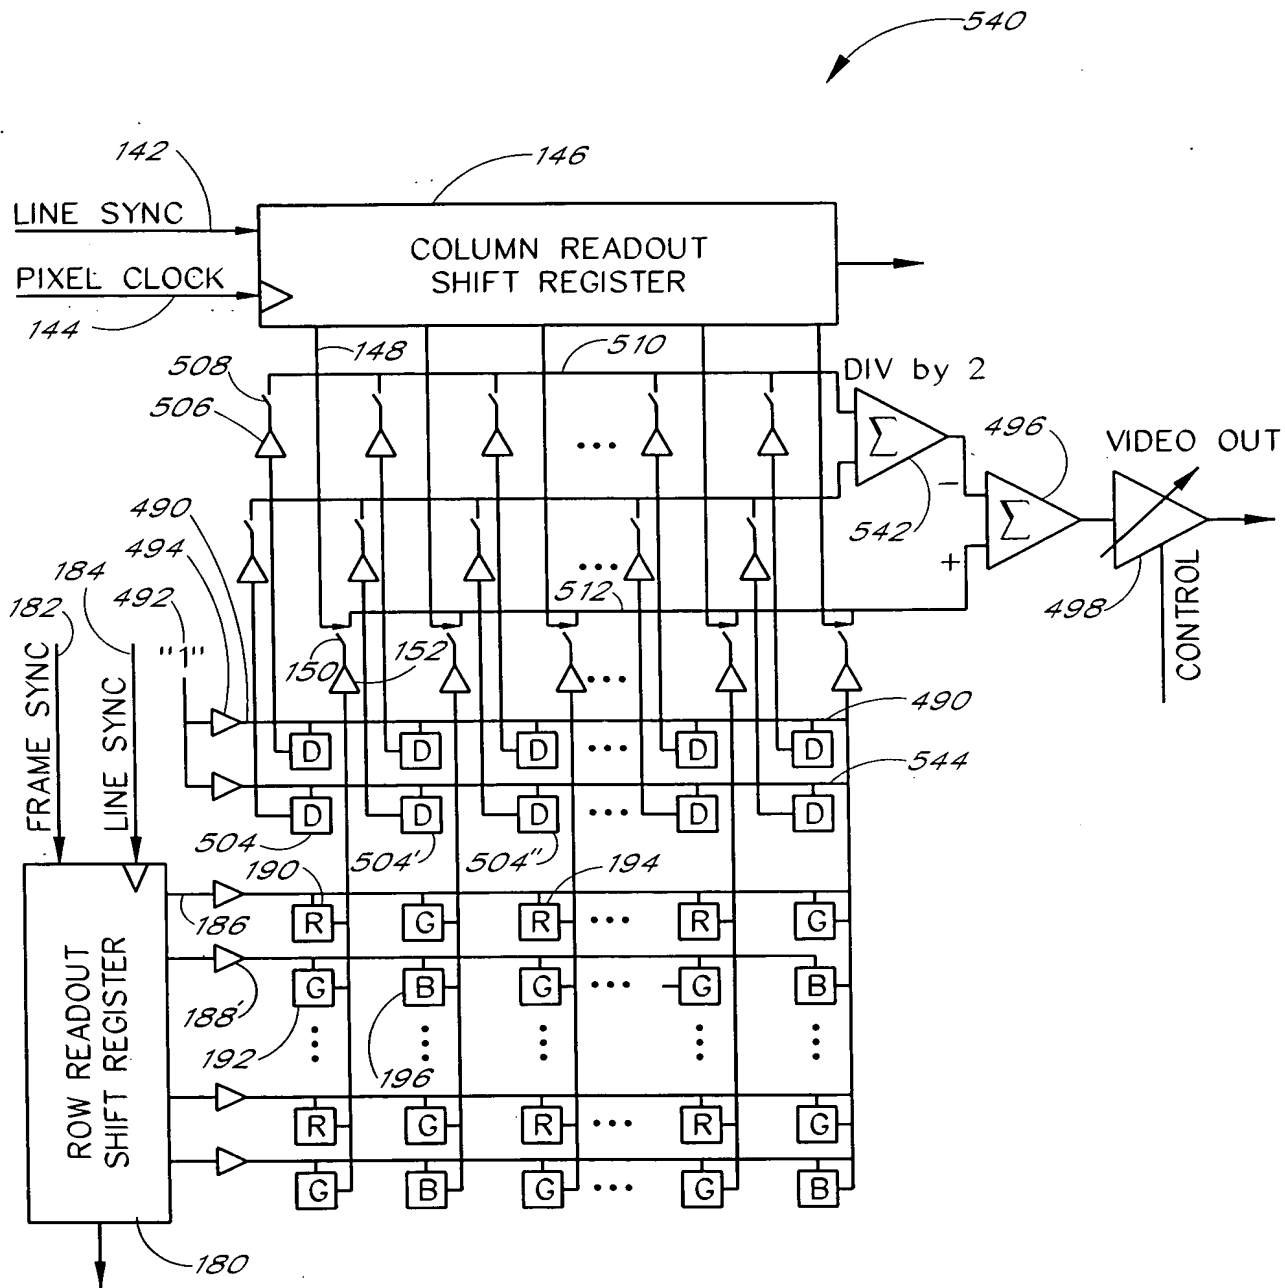 540
142
146
LINE SYNC
COLUMN READOUT
SHIFT REGISTER
PIXEL CLOCK
144
148
510
508
506
DIV by 2
Σ
542
496
VIDEO OUT
−
Σ
+
498
CONTROL
490
494
184
492
182
"1"
512
150
152
FRAME SYNC
LINE SYNC
490
D D D ... D D
544
D D D ... D D
504
504'
504"
190
194
186
R G R ... R G
188'
G B G ... G B
192
196
ROW READOUT
SHIFT REGISTER
R G R ... R G
G B G ... G B
180